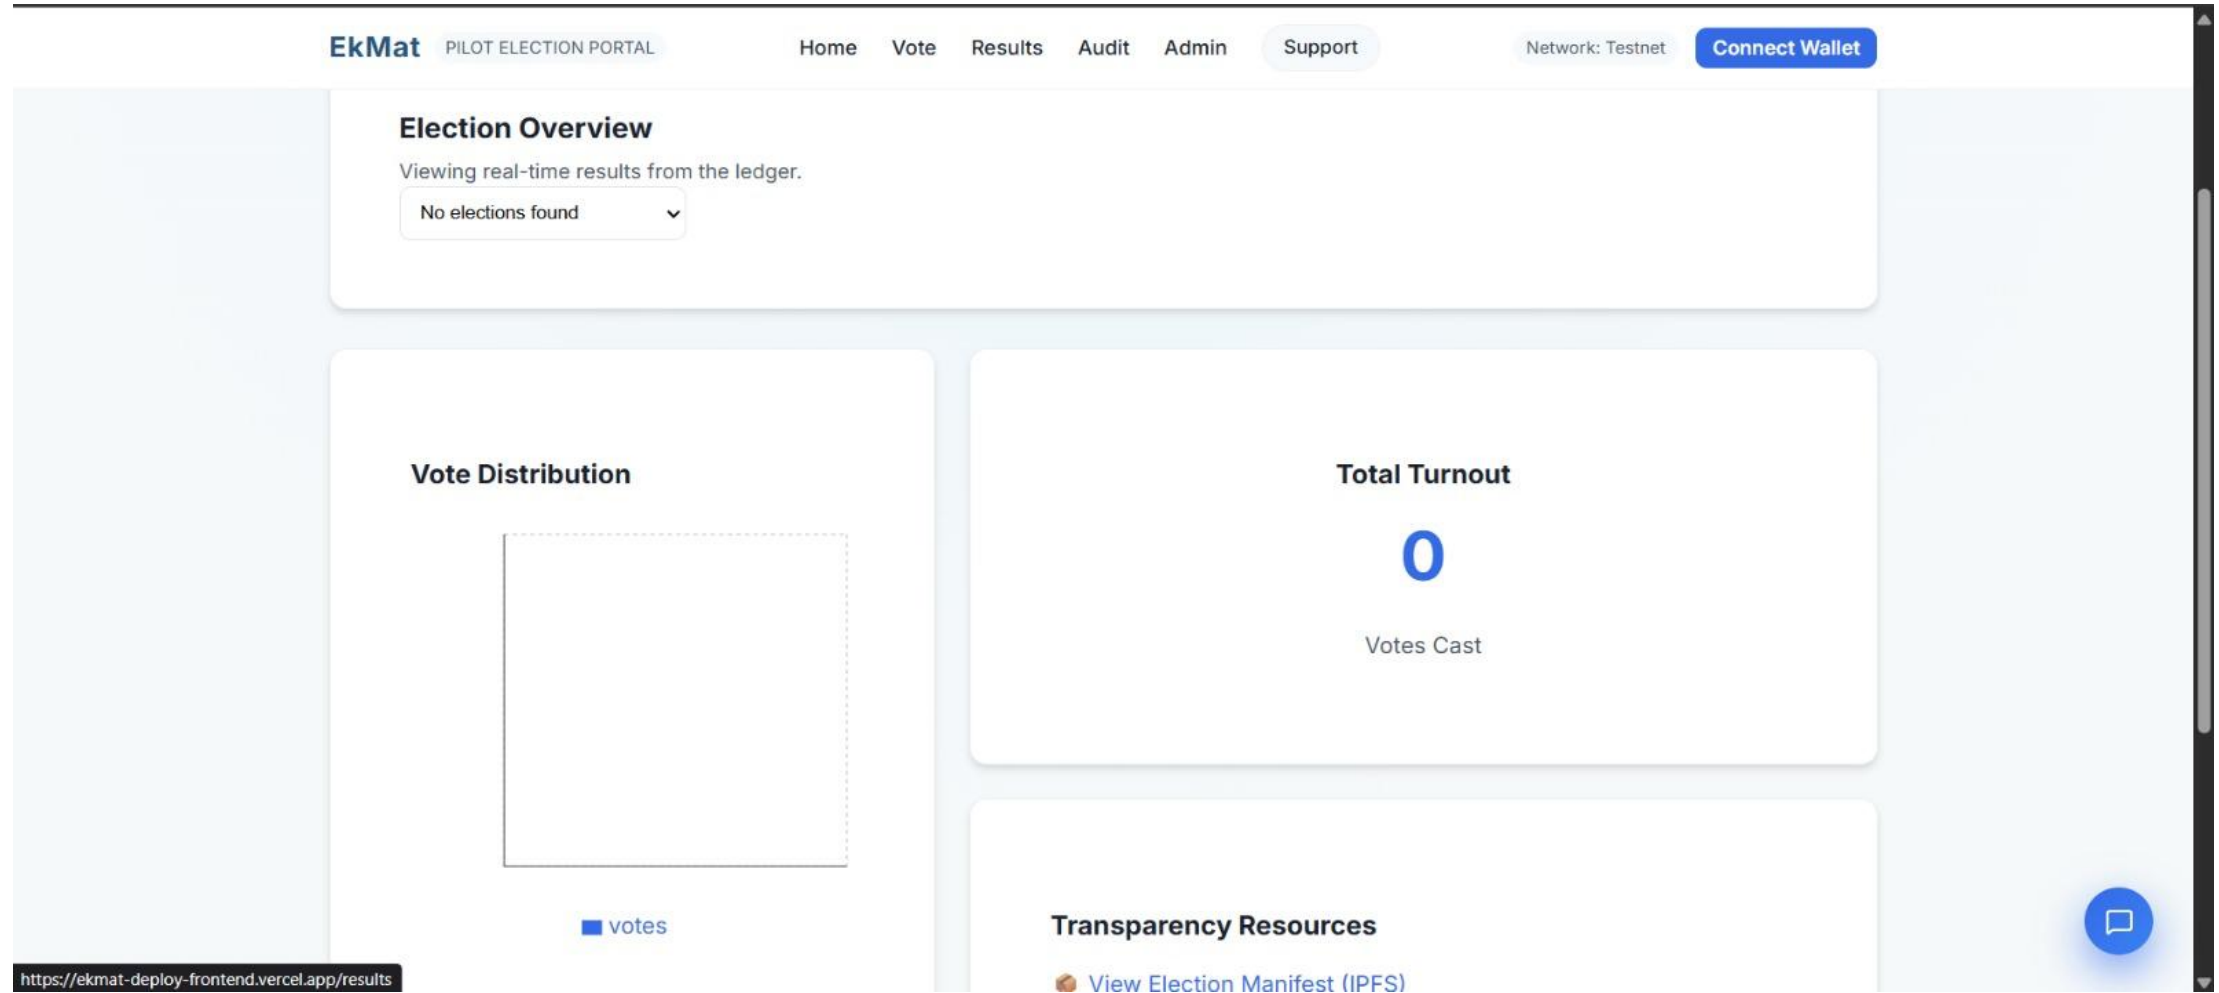 EkMat PILOT ELECTION PORTAL Home Vote Results Audit Admin Support Network: Testnet Connect Wallet
Election Overview
Viewing real-time results from the ledger.
No elections found
Vote Distribution
votes
Total Turnout
0
Votes Cast
Transparency Resources
View Election Manifest (IPFS)
https://ekmat-deploy-frontend.vercel.app/results